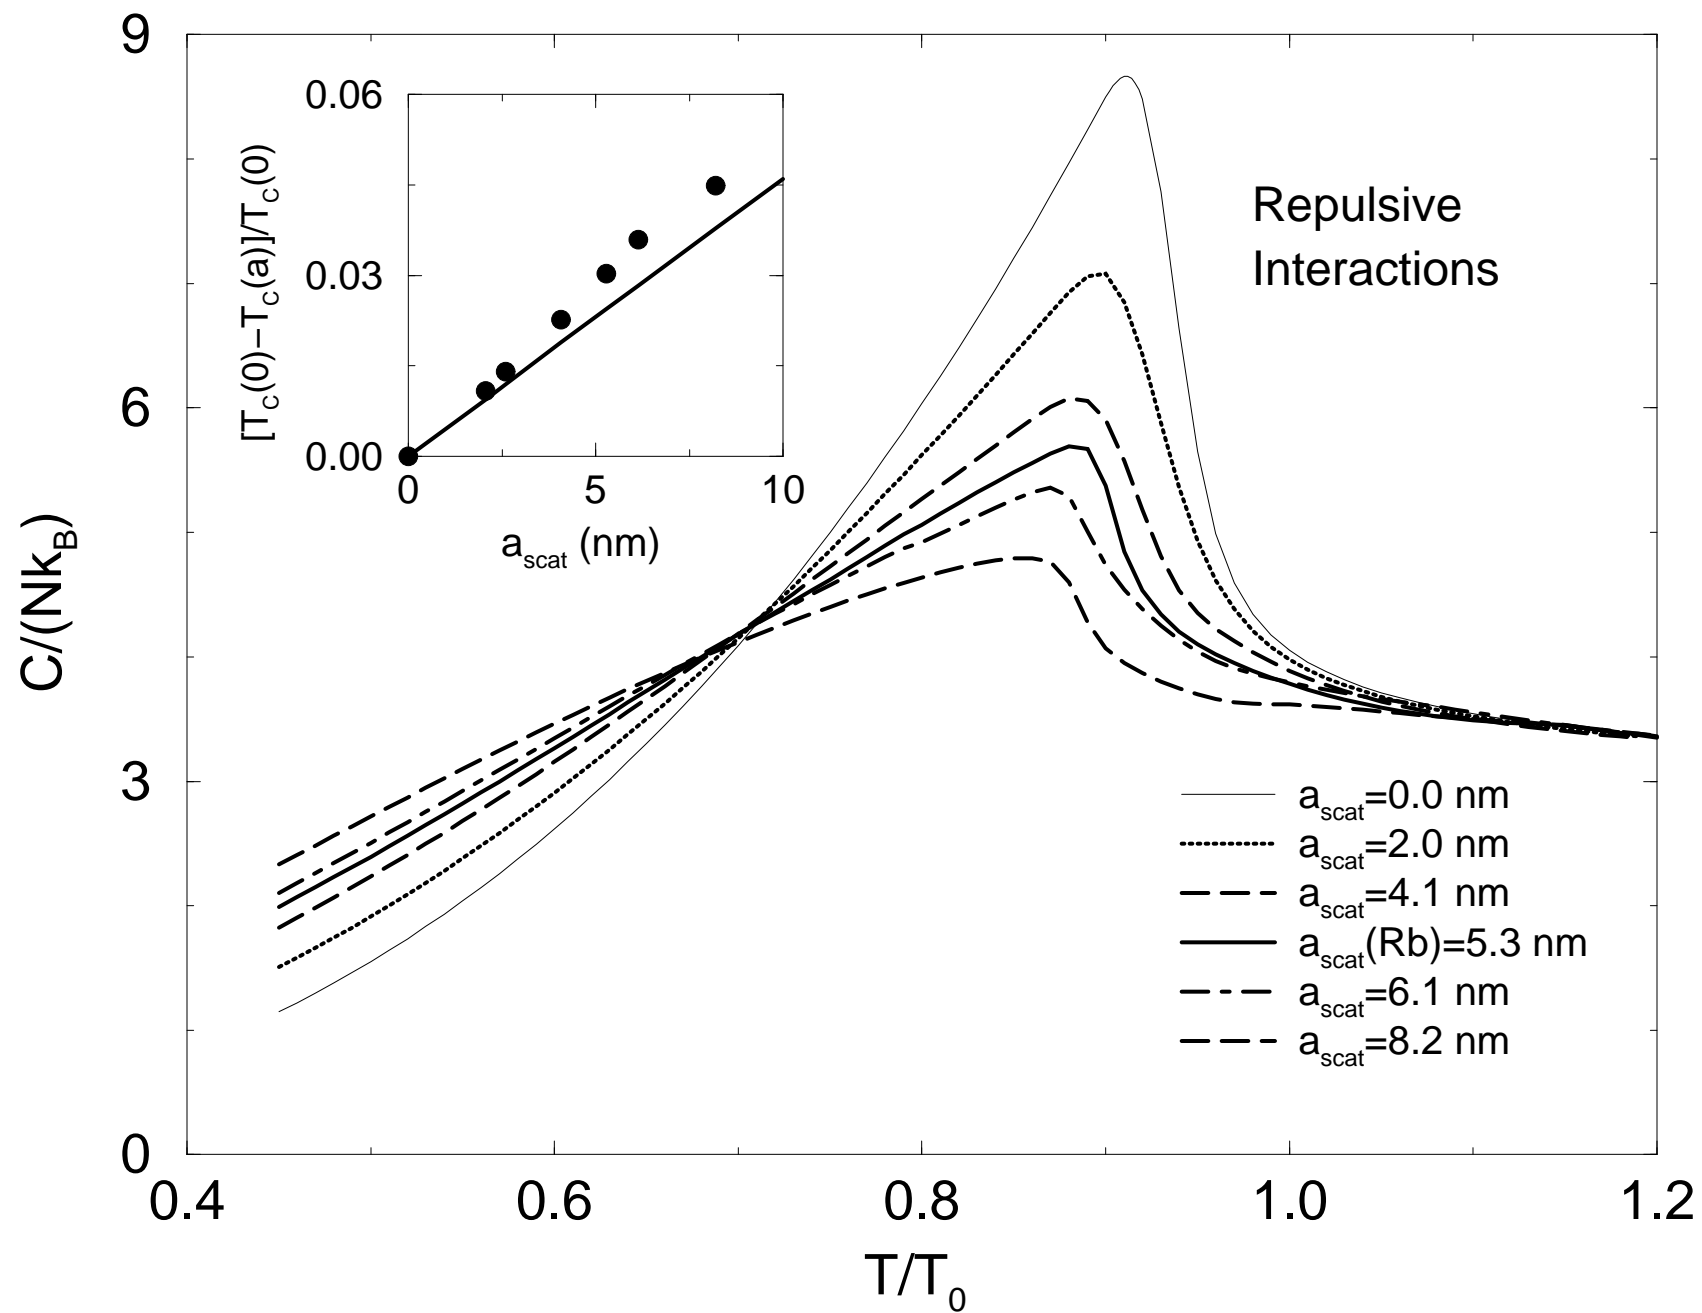 9
6
3
0
C/(Nk_B)
0.4
0.6
0.8
1.0
1.2
T/T_0
0.06
0.03
0.00
[T_C(0)−T_C(a)]/T_C(0)
0
5
10
a_scat (nm)
Repulsive
Interactions
a_scat=0.0 nm
a_scat=2.0 nm
a_scat=4.1 nm
a_scat(Rb)=5.3 nm
a_scat=6.1 nm
a_scat=8.2 nm